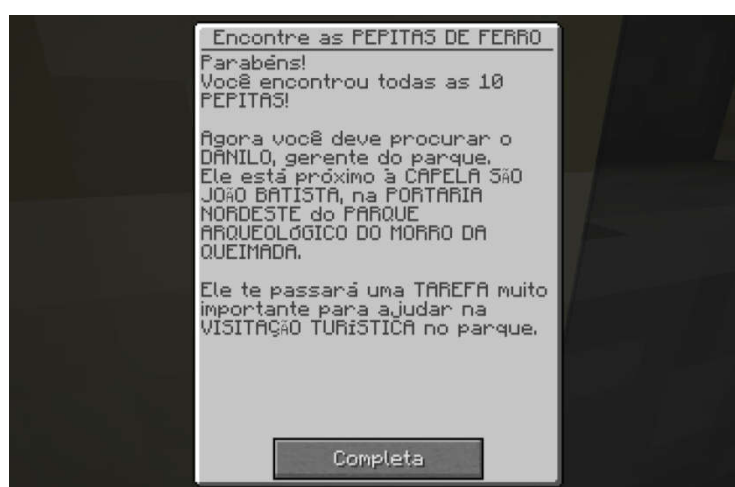 Encontre as PEPITAS DE FERRO
Parabéns!
Você encontrou todas as 10
PEPITAS!
Agora você deve procurar o
DANILO, gerente do parque.
Ele está próximo à CAPELA SÃO
JOÃO BATISTA, na PORTARIA
NORDESTE do PARQUE
ARQUEOLÓGICO DO MORRO DA
QUEIMADA.
Ele te passará uma TAREFA muito
importante para ajudar na
VISITAÇÃO TURÍSTICA no parque.
Completa